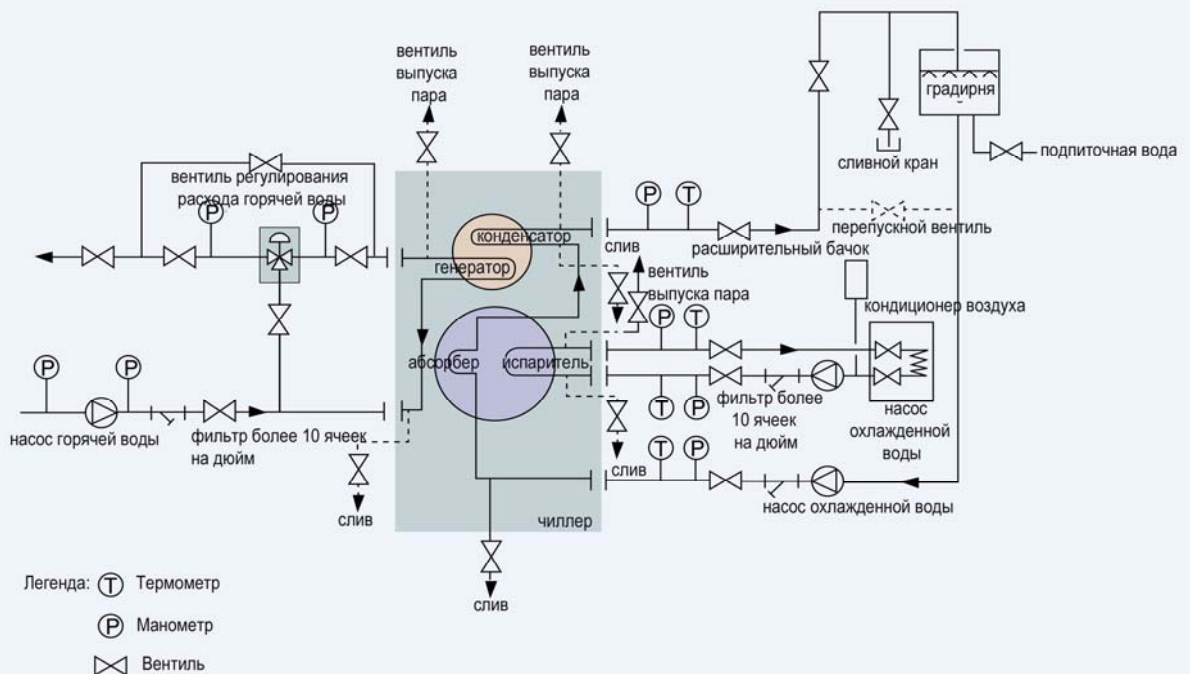 вентиль
выпуска
пара
вентиль
выпуска
пара
градирня
подпиточная вода
сливной кран
вентиль регулирования
расхода горячей воды
P
P
P
T
конденсатор
генератор
слив
расширительный бачок
перепускной вентиль
вентиль
выпуска пара
кондиционер воздуха
P
T
абсорбер
испаритель
P
P
T
P
насос горячей воды
фильтр более 10 ячеек
на дюйм
фильтр более
10 ячеек
на дюйм
насос
охлажденной
воды
слив
T
P
насос охлажденной воды
слив
чиллер
слив
Легенда:
T Термометр
P Манометр
Вентиль